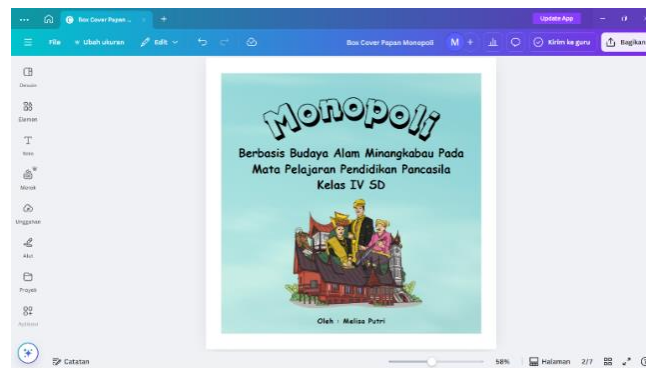 Box Cover Papan ...
Update App
File
Ubah ukuran
Edit
Box Cover Papan Monopoli
M
Kirim ke guru
Bagikan
Desain
Elemen
Teks
Merek
Unggahan
Alat
Proyek
Aplikasi
Monopoli
Berbasis Budaya Alam Minangkabau Pada
Mata Pelajaran Pendidikan Pancasila
Kelas IV SD
Oleh : Melisa Putri
Catatan
58%
Halaman 2/7